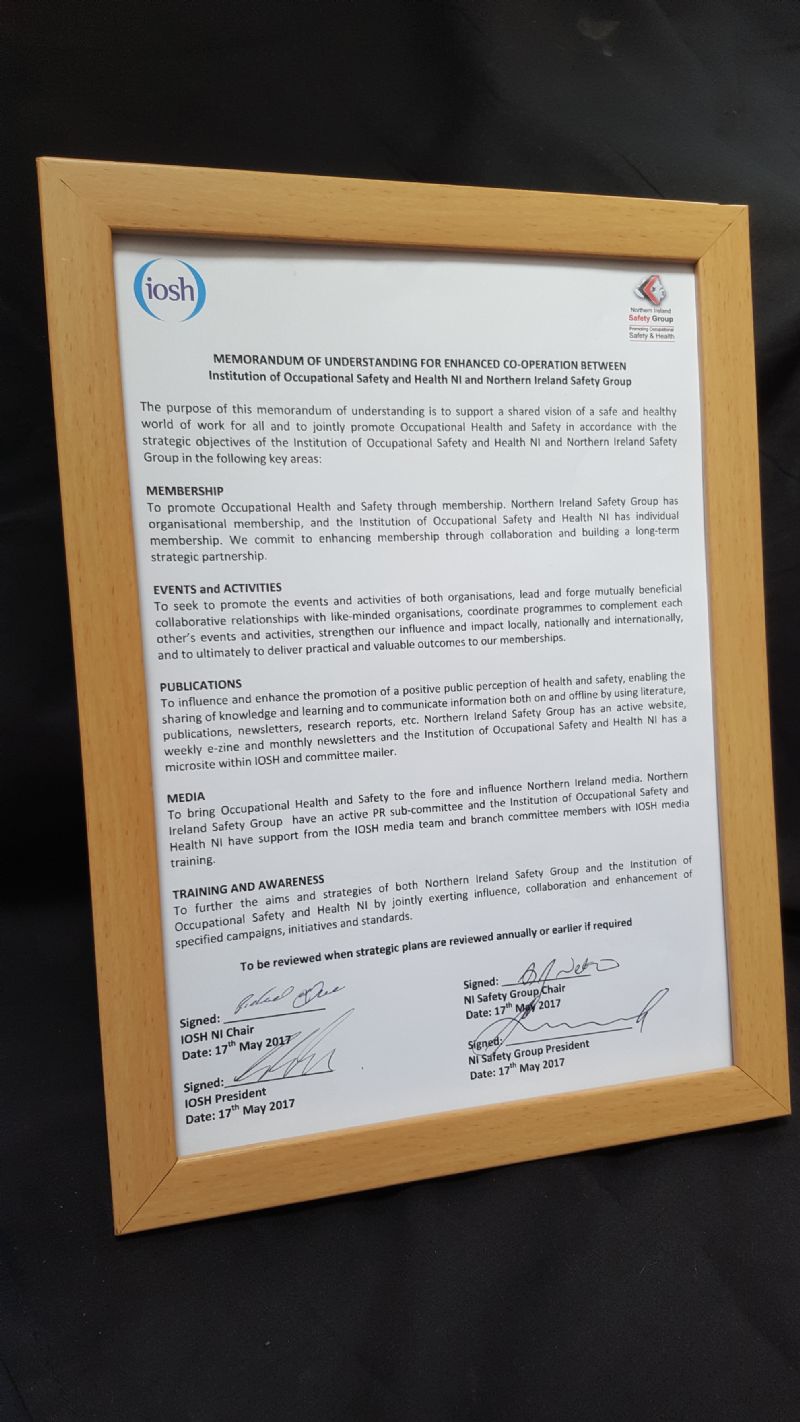 iosh
Northern Ireland
Safety Group
Promoting Occupational
Safety & Health
MEMORANDUM OF UNDERSTANDING FOR ENHANCED CO-OPERATION BETWEEN
Institution of Occupational Safety and Health NI and Northern Ireland Safety Group
The purpose of this memorandum of understanding is to support a shared vision of a safe and healthy
world of work for all and to jointly promote Occupational Health and Safety in accordance with the
strategic objectives of the Institution of Occupational Safety and Health NI and Northern Ireland Safety
Group in the following key areas:
MEMBERSHIP
To promote Occupational Health and Safety through membership. Northern Ireland Safety Group has
organisational membership, and the Institution of Occupational Safety and Health NI has individual
membership. We commit to enhancing membership through collaboration and building a long-term
strategic partnership.
EVENTS and ACTIVITIES
To seek to promote the events and activities of both organisations, lead and forge mutually beneficial
collaborative relationships with like-minded organisations, coordinate programmes to complement each
other's events and activities, strengthen our influence and impact locally, nationally and internationally,
and to ultimately to deliver practical and valuable outcomes to our memberships.
PUBLICATIONS
To influence and enhance the promotion of a positive public perception of health and safety, enabling the
sharing of knowledge and learning and to communicate information both on and offline by using literature,
publications, newsletters, research reports, etc. Northern Ireland Safety Group has an active website,
weekly e-zine and monthly newsletters and the Institution of Occupational Safety and Health NI has a
microsite within IOSH and committee mailer.
MEDIA
To bring Occupational Health and Safety to the fore and influence Northern Ireland media. Northern
Ireland Safety Group have an active PR sub-committee and the Institution of Occupational Safety and
Health NI have support from the IOSH media team and branch committee members with IOSH media
training.
TRAINING AND AWARENESS
To further the aims and strategies of both Northern Ireland Safety Group and the Institution of
Occupational Safety and Health NI by jointly exerting influence, collaboration and enhancement of
specified campaigns, initiatives and standards.
To be reviewed when strategic plans are reviewed annually or earlier if required
Signed:
IOSH NI Chair
Date: 17th May 2017
Signed:
NI Safety Group Chair
Date: 17th May 2017
Signed:
IOSH President
Date: 17th May 2017
Signed:
NI Safety Group President
Date: 17th May 2017